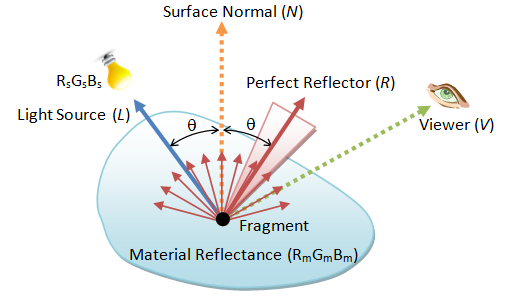 Surface Normal (N)
RsGsBs
Light Source (L)
Perfect Reflector (R)
Viewer (V)
θ
θ
Fragment
Material Reflectance (RmGmBm)